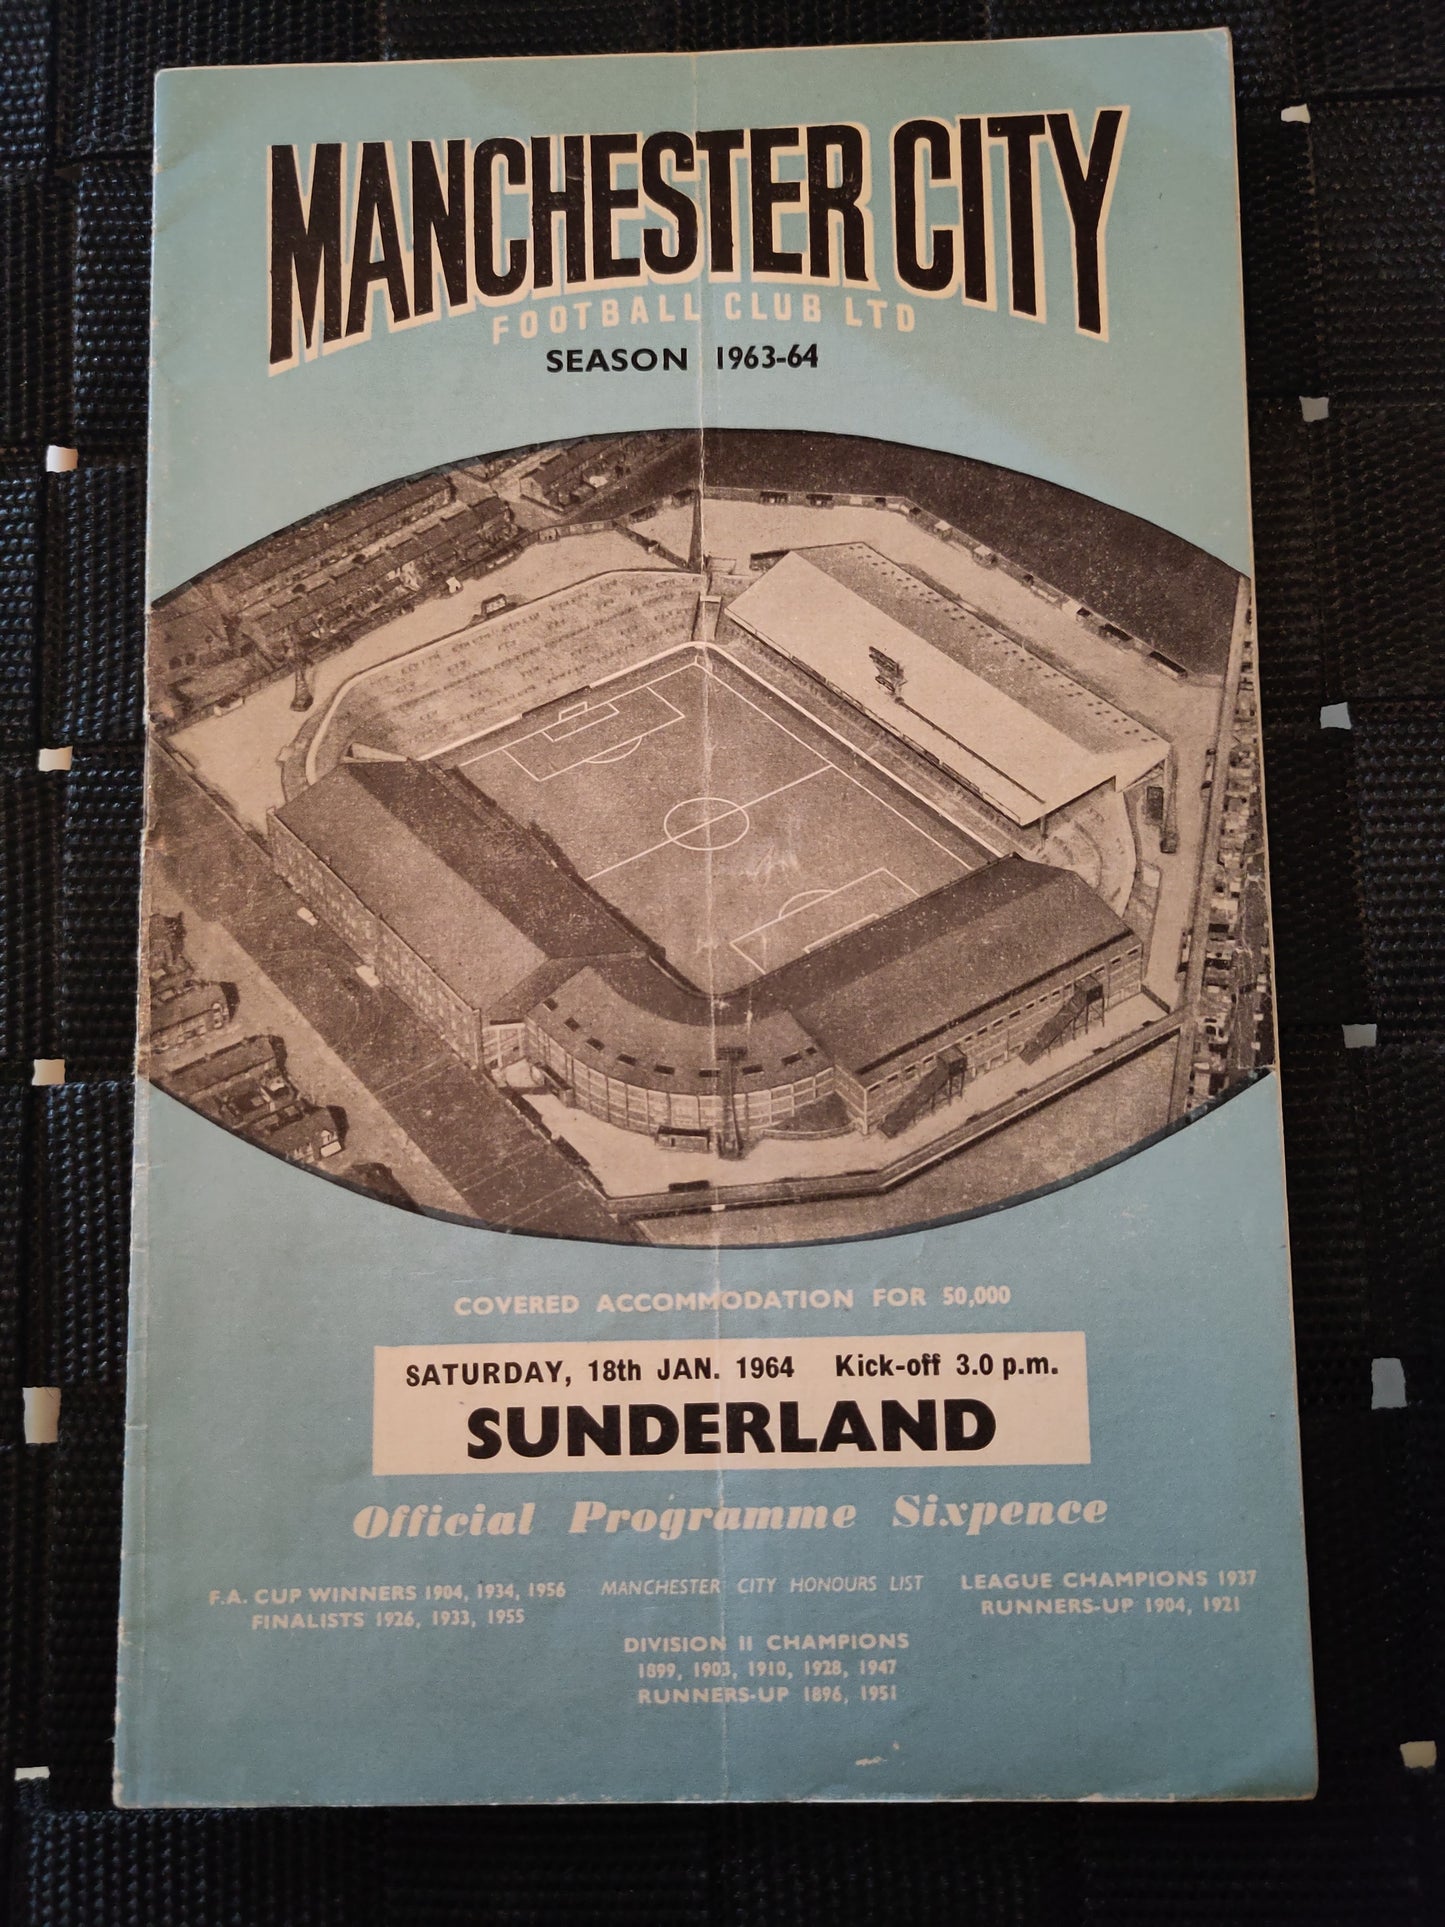 MANCHESTER CITY
FOOTBALL CLUB LTD
SEASON 1963-64
COVERED ACCOMMODATION FOR 50,000
SATURDAY, 18th JAN. 1964 Kick-off 3.0 p.m.
SUNDERLAND
Official Programme Sixpence
F.A. CUP WINNERS 1904, 1934, 1956
FINALISTS 1926, 1933, 1955
MANCHESTER CITY HONOURS LIST
LEAGUE CHAMPIONS 1937
RUNNERS-UP 1904, 1921
DIVISION II CHAMPIONS
1899, 1903, 1910, 1928, 1947
RUNNERS-UP 1896, 1951